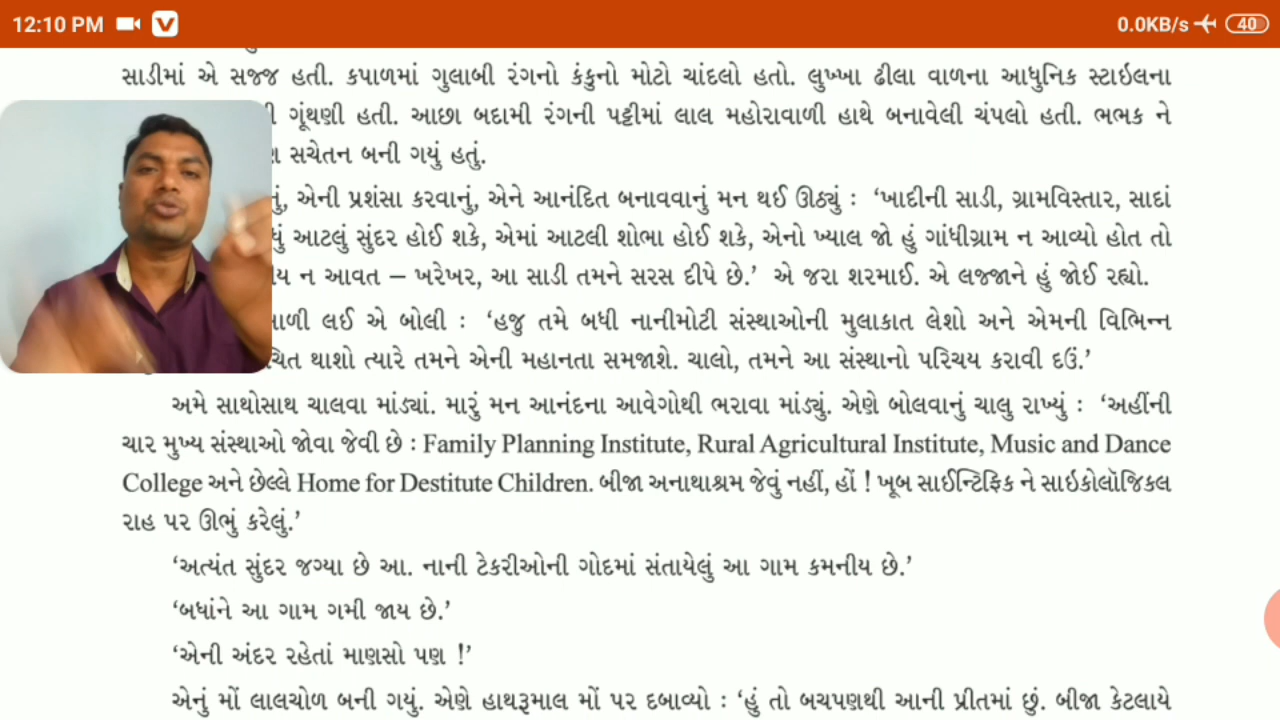 12:10 PM 0.0KB/s 40
સાડીમાં એ સજ્જ હતી. કપાળમાં ગુલાબી રંગનો કંકુનો મોટો ચાંદલો હતો. લુખ્ખા ઢીલા વાળના આધુનિક સ્ટાઇલના
ગૂંથણી હતી. આછા બદામી રંગની પટ્ટીમાં લાલ મહોરાવાળી હાથે બનાવેલી ચંપલો હતી. ભભક ને
સચેતન બની ગયું હતું.
એની પ્રશંસા કરવાનું, એને આનંદિત બનાવવાનું મન થઈ ઊઠ્યું : ‘ખાદીની સાડી, ગ્રામવિસ્તાર, સાદાં
આટલું સુંદર હોઈ શકે, એમાં આટલી શોભા હોઈ શકે, એનો ખ્યાલ જો હું ગાંધીગ્રામ ન આવ્યો હોત તો
ન આવત – ખરેખર, આ સાડી તમને સરસ દીપે છે.’ એ જરા શરમાઈ. એ લજ્જાને હું જોઈ રહ્યો.
લઈ એ બોલી : ‘હજુ તમે બધી નાનીમોટી સંસ્થાઓની મુલાકાત લેશો અને એમની વિભિન્ન
થાશો ત્યારે તમને એની મહાનતા સમજાશે. ચાલો, તમને આ સંસ્થાનો પરિચય કરાવી દઉં.’
અમે સાથોસાથ ચાલવા માંડ્યાં. મારું મન આનંદના આવેગોથી ભરાવા માંડ્યું. એણે બોલવાનું ચાલુ રાખ્યું : ‘અહીંની
ચાર મુખ્ય સંસ્થાઓ જોવા જેવી છે : Family Planning Institute, Rural Agricultural Institute, Music and Dance
College અને છેલ્લે Home for Destitute Children. બીજા અનાથાશ્રમ જેવું નહીં, હોં ! ખૂબ સાઈન્ટિફિક ને સાઇકોલૉજિકલ
રાહ પર ઊભું કરેલું.’
‘અત્યંત સુંદર જગ્યા છે આ. નાની ટેકરીઓની ગોદમાં સંતાયેલું આ ગામ કમનીય છે.’
‘બધાંને આ ગામ ગમી જાય છે.’
‘એની અંદર રહેતાં માણસો પણ !’
એનું મોં લાલચોળ બની ગયું. એણે હાથરૂમાલ મોં પર દબાવ્યો : ‘હું તો બચપણથી આની પ્રીતમાં છું. બીજા કેટલાયે